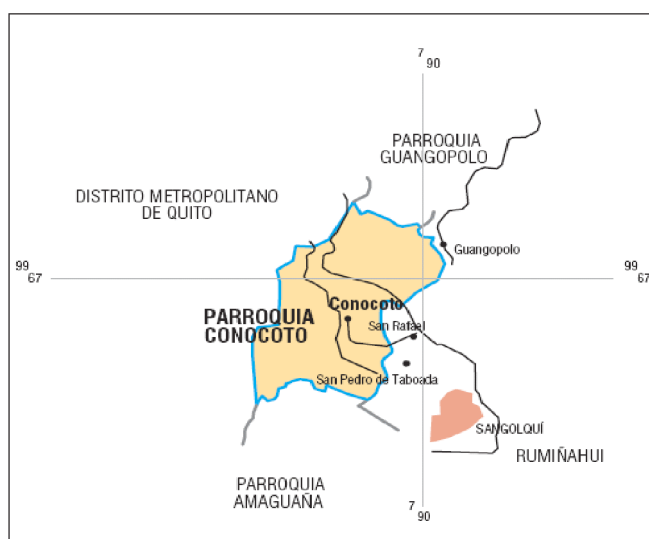 7
90
PARROQUIA
GUANGOPOLO
DISTRITO METROPOLITANO
DE QUITO
Guangopolo
99
67
99
67
Conocoto
PARROQUIA
CONOCOTO
San Rafael
San Pedro de Taboada
SANGOLQUÍ
RUMIÑAHUI
PARROQUIA
AMAGUAÑA
7
90